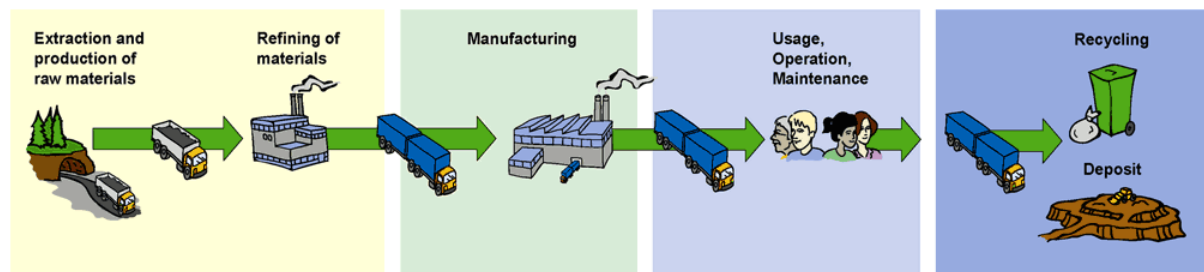 Extraction and
production of
raw materials
Refining of
materials
Manufacturing
Usage,
Operation,
Maintenance
Recycling
Deposit